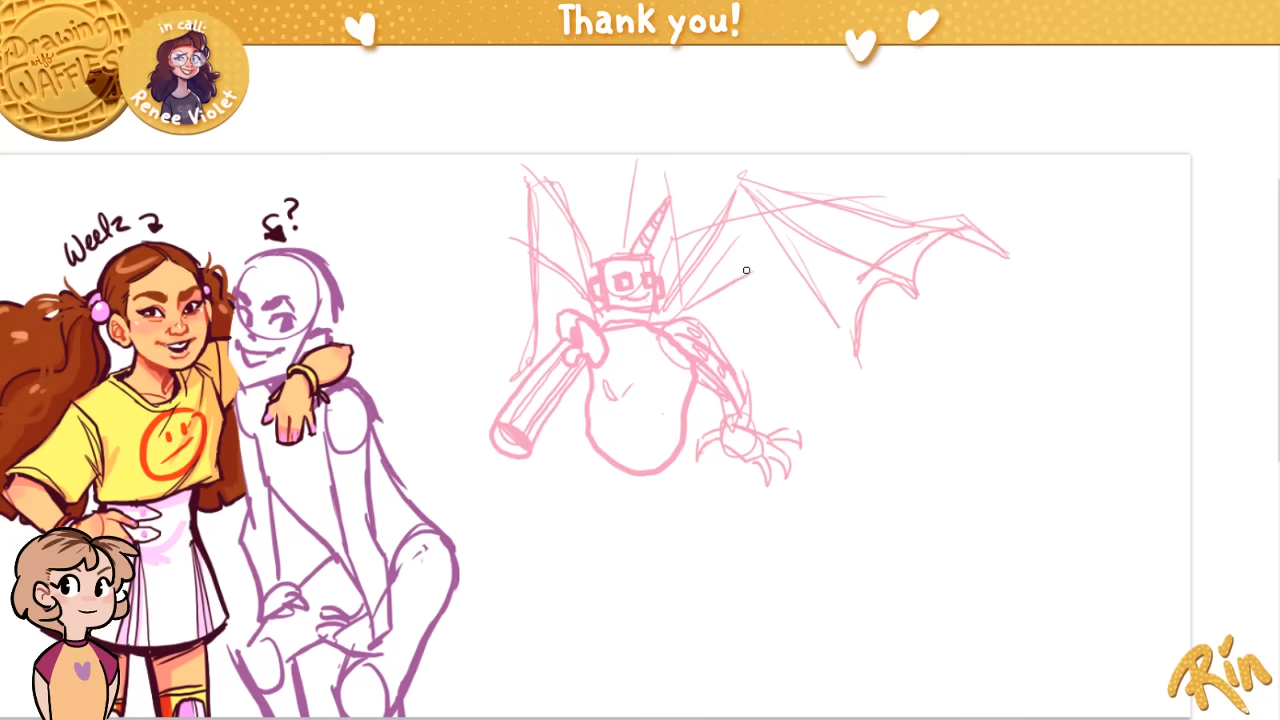 Thank you!
Drawing
with
WAFFLES
in call:
Renee Violet
Weelz
?
Rin